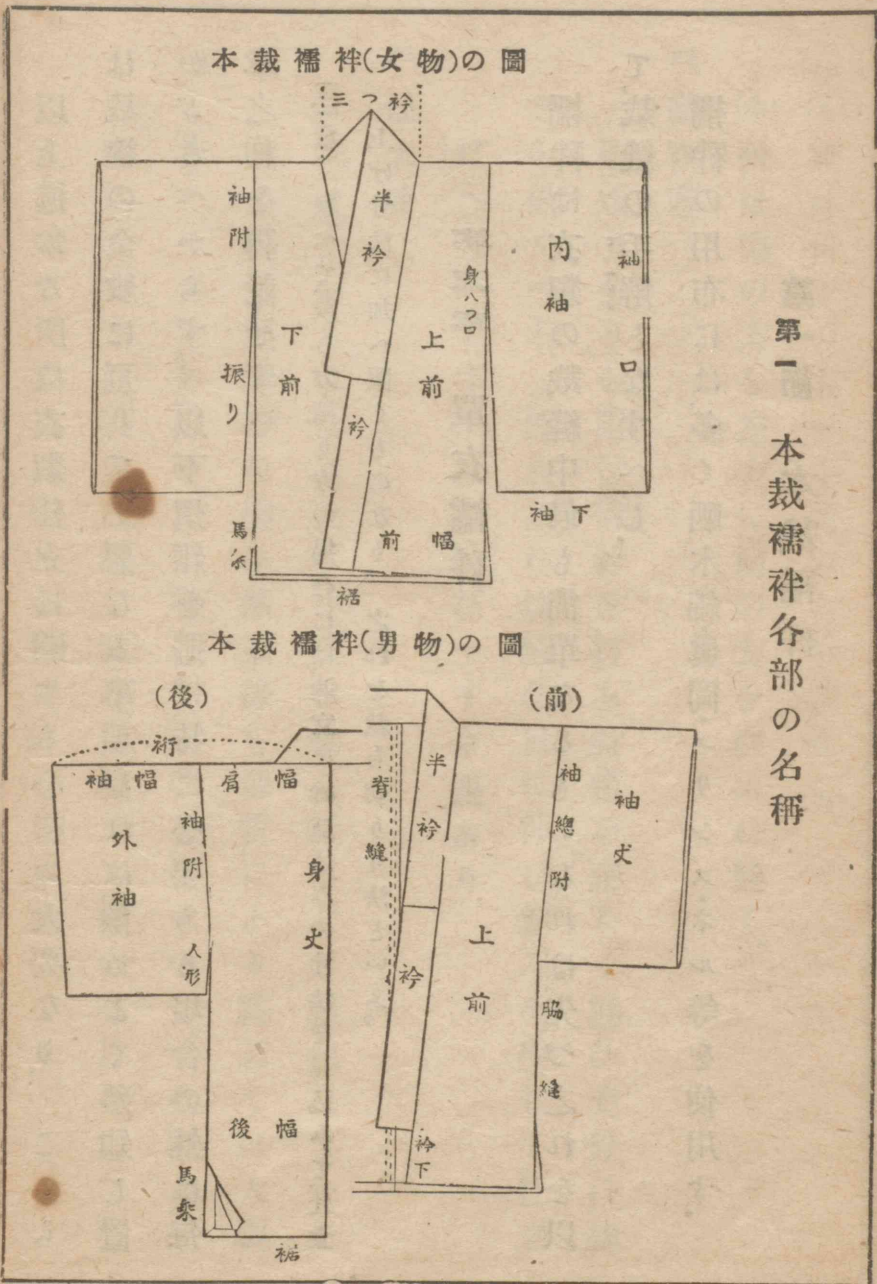 第一　本裁襦袢各部の名稱
本裁襦袢(女物)の圖
三つ衿
袖附
振り
下前
半衿
衿
身八つ口
上前
内袖
袖口
袖下
馬乘
前幅
裾
本裁襦袢(男物)の圖
(後)
裄
袖幅
肩幅
外袖
袖附
人形
身丈
後幅
馬乘
裾
(前)
脊縫
半衿
衿
上前
袖總附
袖丈
脇縫
衿下